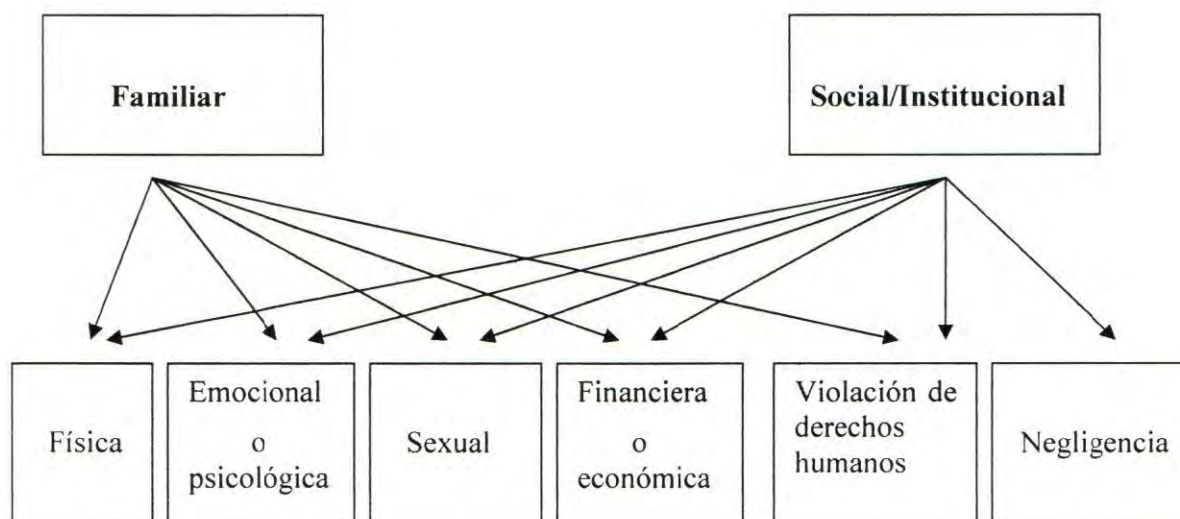 Familiar
Social/Institucional
Física
Emocional
o
psicológica
Sexual
Financiera
o
económica
Violación de
derechos
humanos
Negligencia